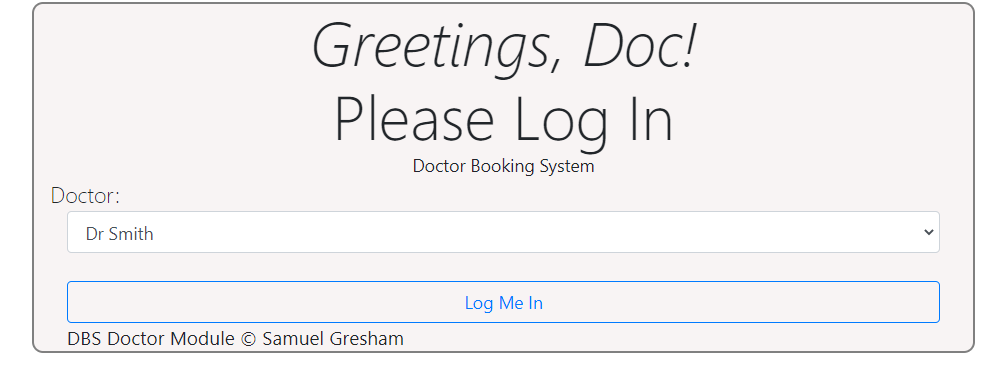 Greetings, Doc!
Please Log In
Doctor Booking System
Doctor:
Dr Smith
Log Me In
DBS Doctor Module © Samuel Gresham